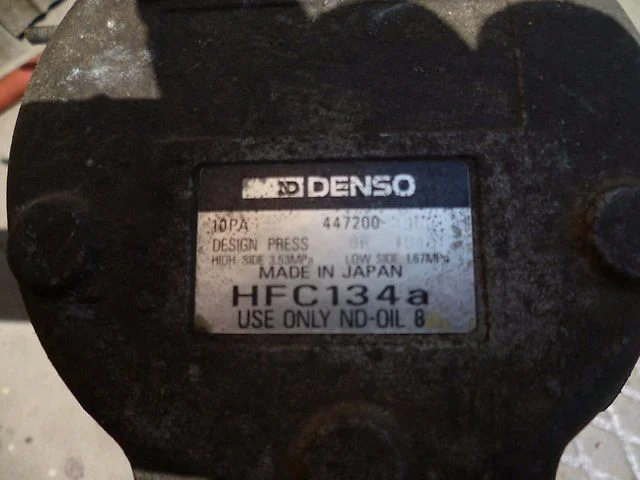 ND DENSO
10PA 447200-
DESIGN PRESS
HIGH SIDE 3.53MPa LOW SIDE 1.67MPa
MADE IN JAPAN
HFC134a
USE ONLY ND-OIL 8